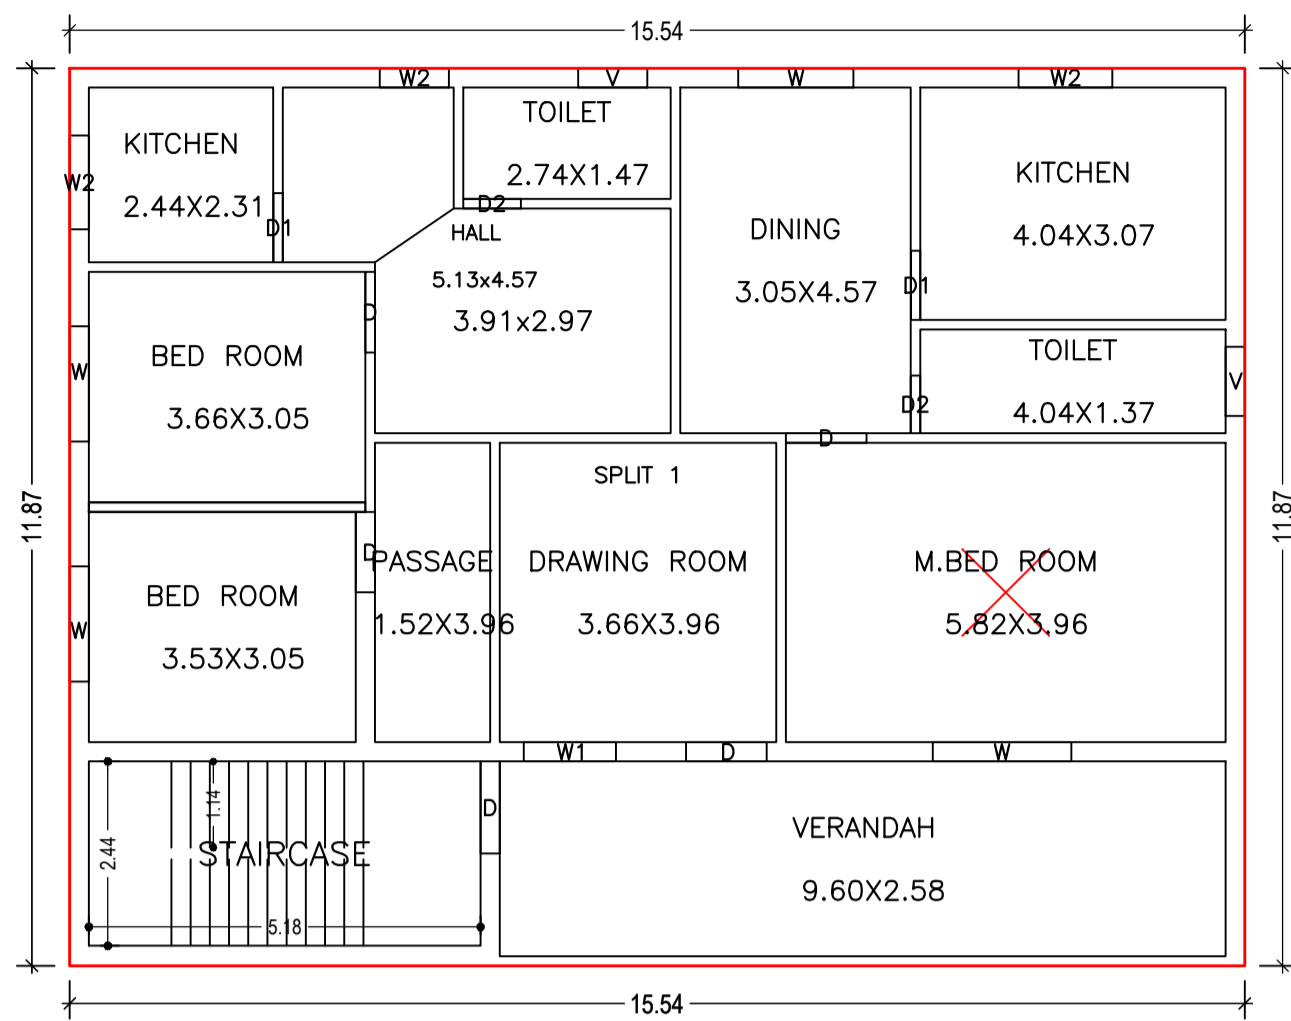 15.54
W2
V
W
W2
TOILET
2.74X1.47
KITCHEN
2.44X2.31
W2
D1
D2
KITCHEN
4.04X3.07
DINING
3.05X4.57
HALL
5.13x4.57
3.91x2.97
D
D1
BED ROOM
3.66X3.05
W
TOILET
4.04X1.37
V
D2
D
11.87
11.87
SPLIT 1
D
PASSAGE
1.52X3.96
DRAWING ROOM
3.66X3.96
M.BED ROOM
5.82X3.96
BED ROOM
3.53X3.05
W
W1
D
W
2.44
1.14
STAIRCASE
5.18
D
VERANDAH
9.60X2.58
15.54